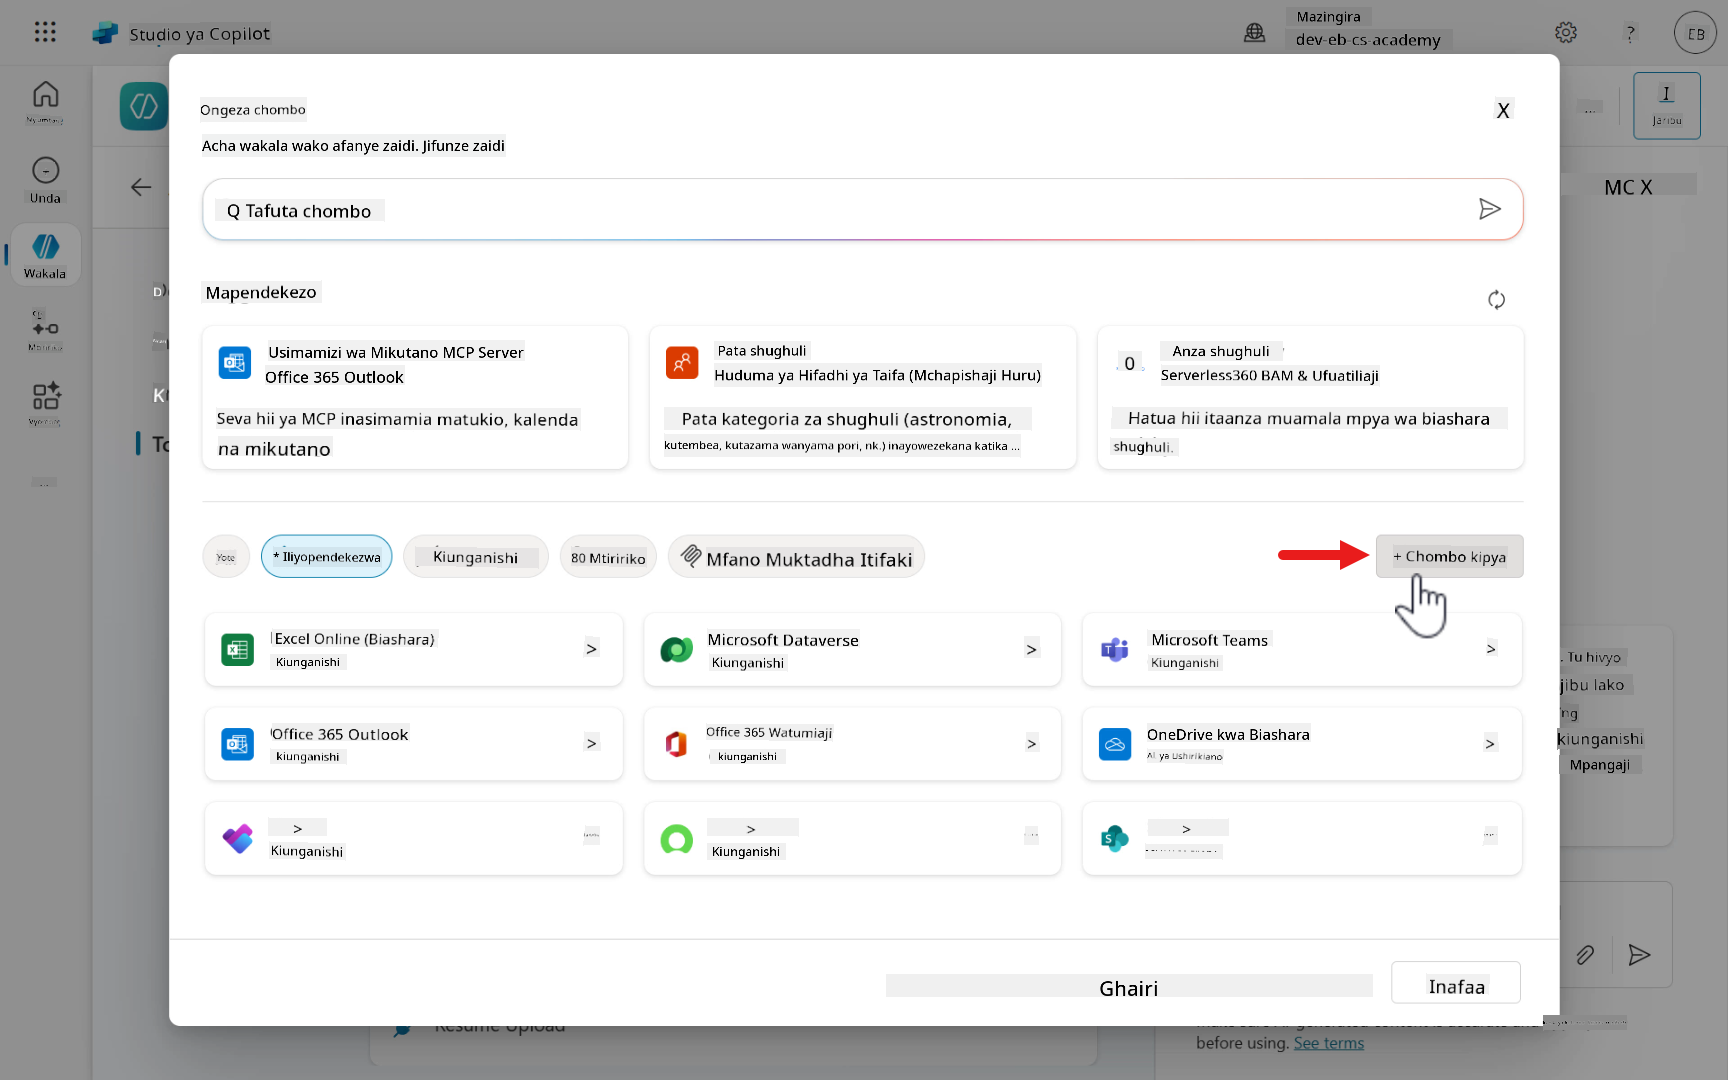 Studio ya Copilot
Mazingira
dev-eb-cs-academy
?
EB
Unda
Wakala
Jaribu
MC X
Ongeza chombo
X
Acha wakala wako afanye zaidi. Jifunze zaidi
Q Tafuta chombo
Mapendekezo
Usimamizi wa Mikutano MCP Server
Office 365 Outlook
Seva hii ya MCP inasimamia matukio, kalenda
na mikutano
Pata shughuli
Huduma ya Hifadhi ya Taifa (Mchapishaji Huru)
Pata kategoria za shughuli (astronomia,
kutembea, kutazama wanyama pori, nk.) inayowezekana katika ...
0
Anza shughuli
Serverless360 BAM & Ufuatiliaji
Hatua hii itaanza muamala mpya wa biashara
shughuli.
Yote
* Iliyopendekezwa
Kiunganishi
80 Mtiririko
Mfano Muktadha Itifaki
+ Chombo kipya
Excel Online (Biashara)
Kiunganishi
>
Microsoft Dataverse
Kiunganishi
>
Microsoft Teams
Kiunganishi
>
Office 365 Outlook
kiunganishi
>
Office 365 Watumiaji
kiunganishi
>
OneDrive kwa Biashara
AI ya Ushirikiano
>
>
Kiunganishi
>
Kiunganishi
>
. Tu hivyo
jibu lako
kiunganishi
Mpangaji
Ghairi
Inafaa
Resume Upload
before using. See terms